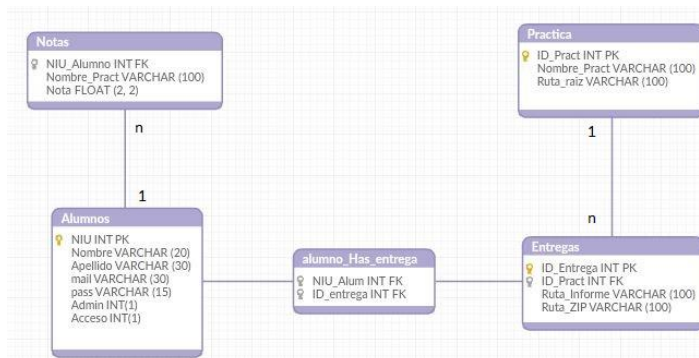 Notas
NIU_Alumno INT FK
Nombre_Pract VARCHAR (100)
Nota FLOAT (2, 2)
Practica
ID_Pract INT PK
Nombre_Pract VARCHAR (100)
Ruta_raiz VARCHAR (100)
n
1
1
n
Alumnos
NIU INT PK
Nombre VARCHAR (20)
Apellido VARCHAR (30)
mail VARCHAR (30)
pass VARCHAR (15)
Admin INT(1)
Acceso INT(1)
alumno_Has_entrega
NIU_Alum INT FK
ID_entrega INT FK
Entregas
ID_Entrega INT PK
ID_Pract INT FK
Ruta_Informe VARCHAR (100)
Ruta_ZIP VARCHAR (100)